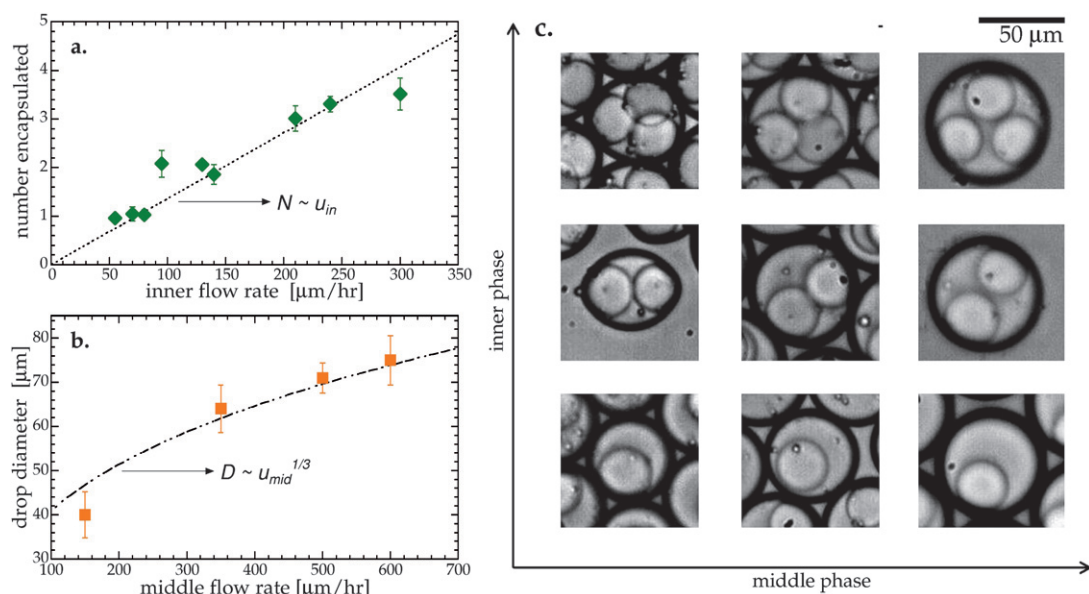 a.
number encapsulated
5
4
3
2
1
0
N ~ u_in
0 50 100 150 200 250 300 350
inner flow rate [μm/hr]
b.
drop diameter [μm]
80
70
60
50
40
30
D ~ u_mid^1/3
100 200 300 400 500 600 700
middle flow rate [μm/hr]
c.
50 μm
inner phase
middle phase